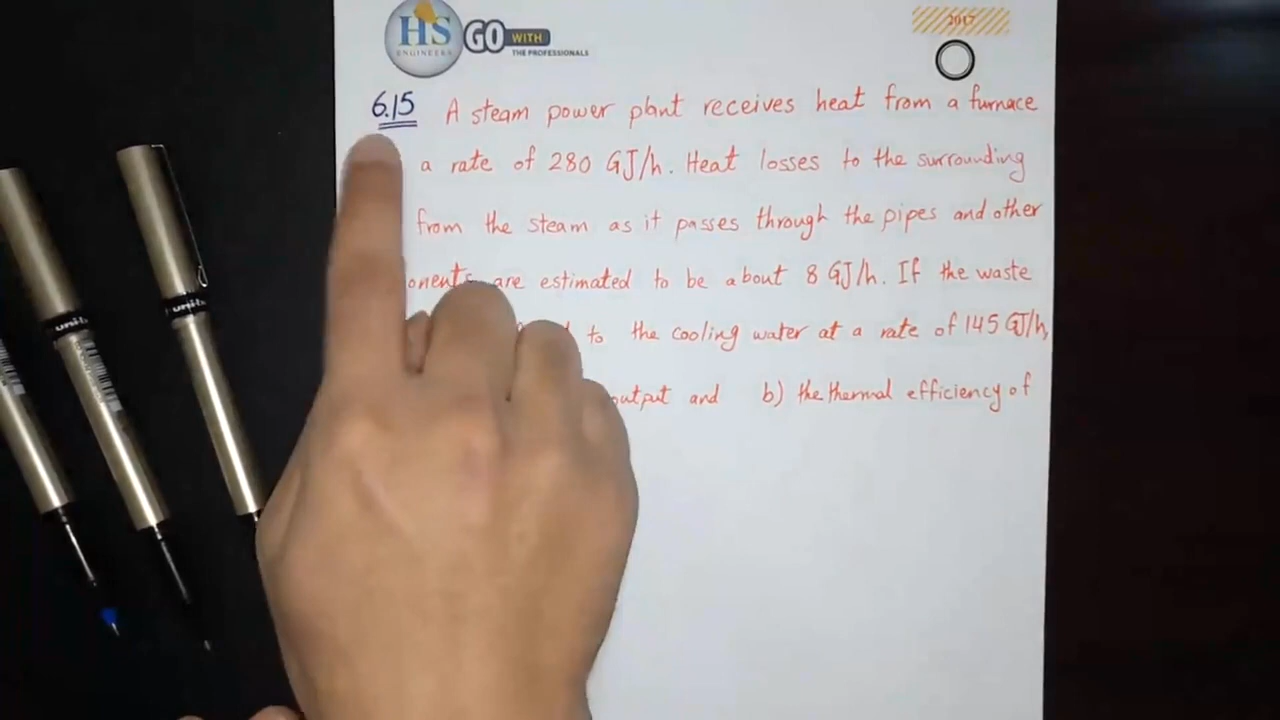 HS
ENGINEERS
GO WITH
THE PROFESSIONALS
2017
6.15 A steam power plant receives heat from a furnace
a rate of 280 GJ/h. Heat losses to the surrounding
from the steam as it passes through the pipes and other
onents are estimated to be about 8 GJ/h. If the waste
to the cooling water at a rate of 145 GJ/h,
output and b) the thermal efficiency of
uni
uni